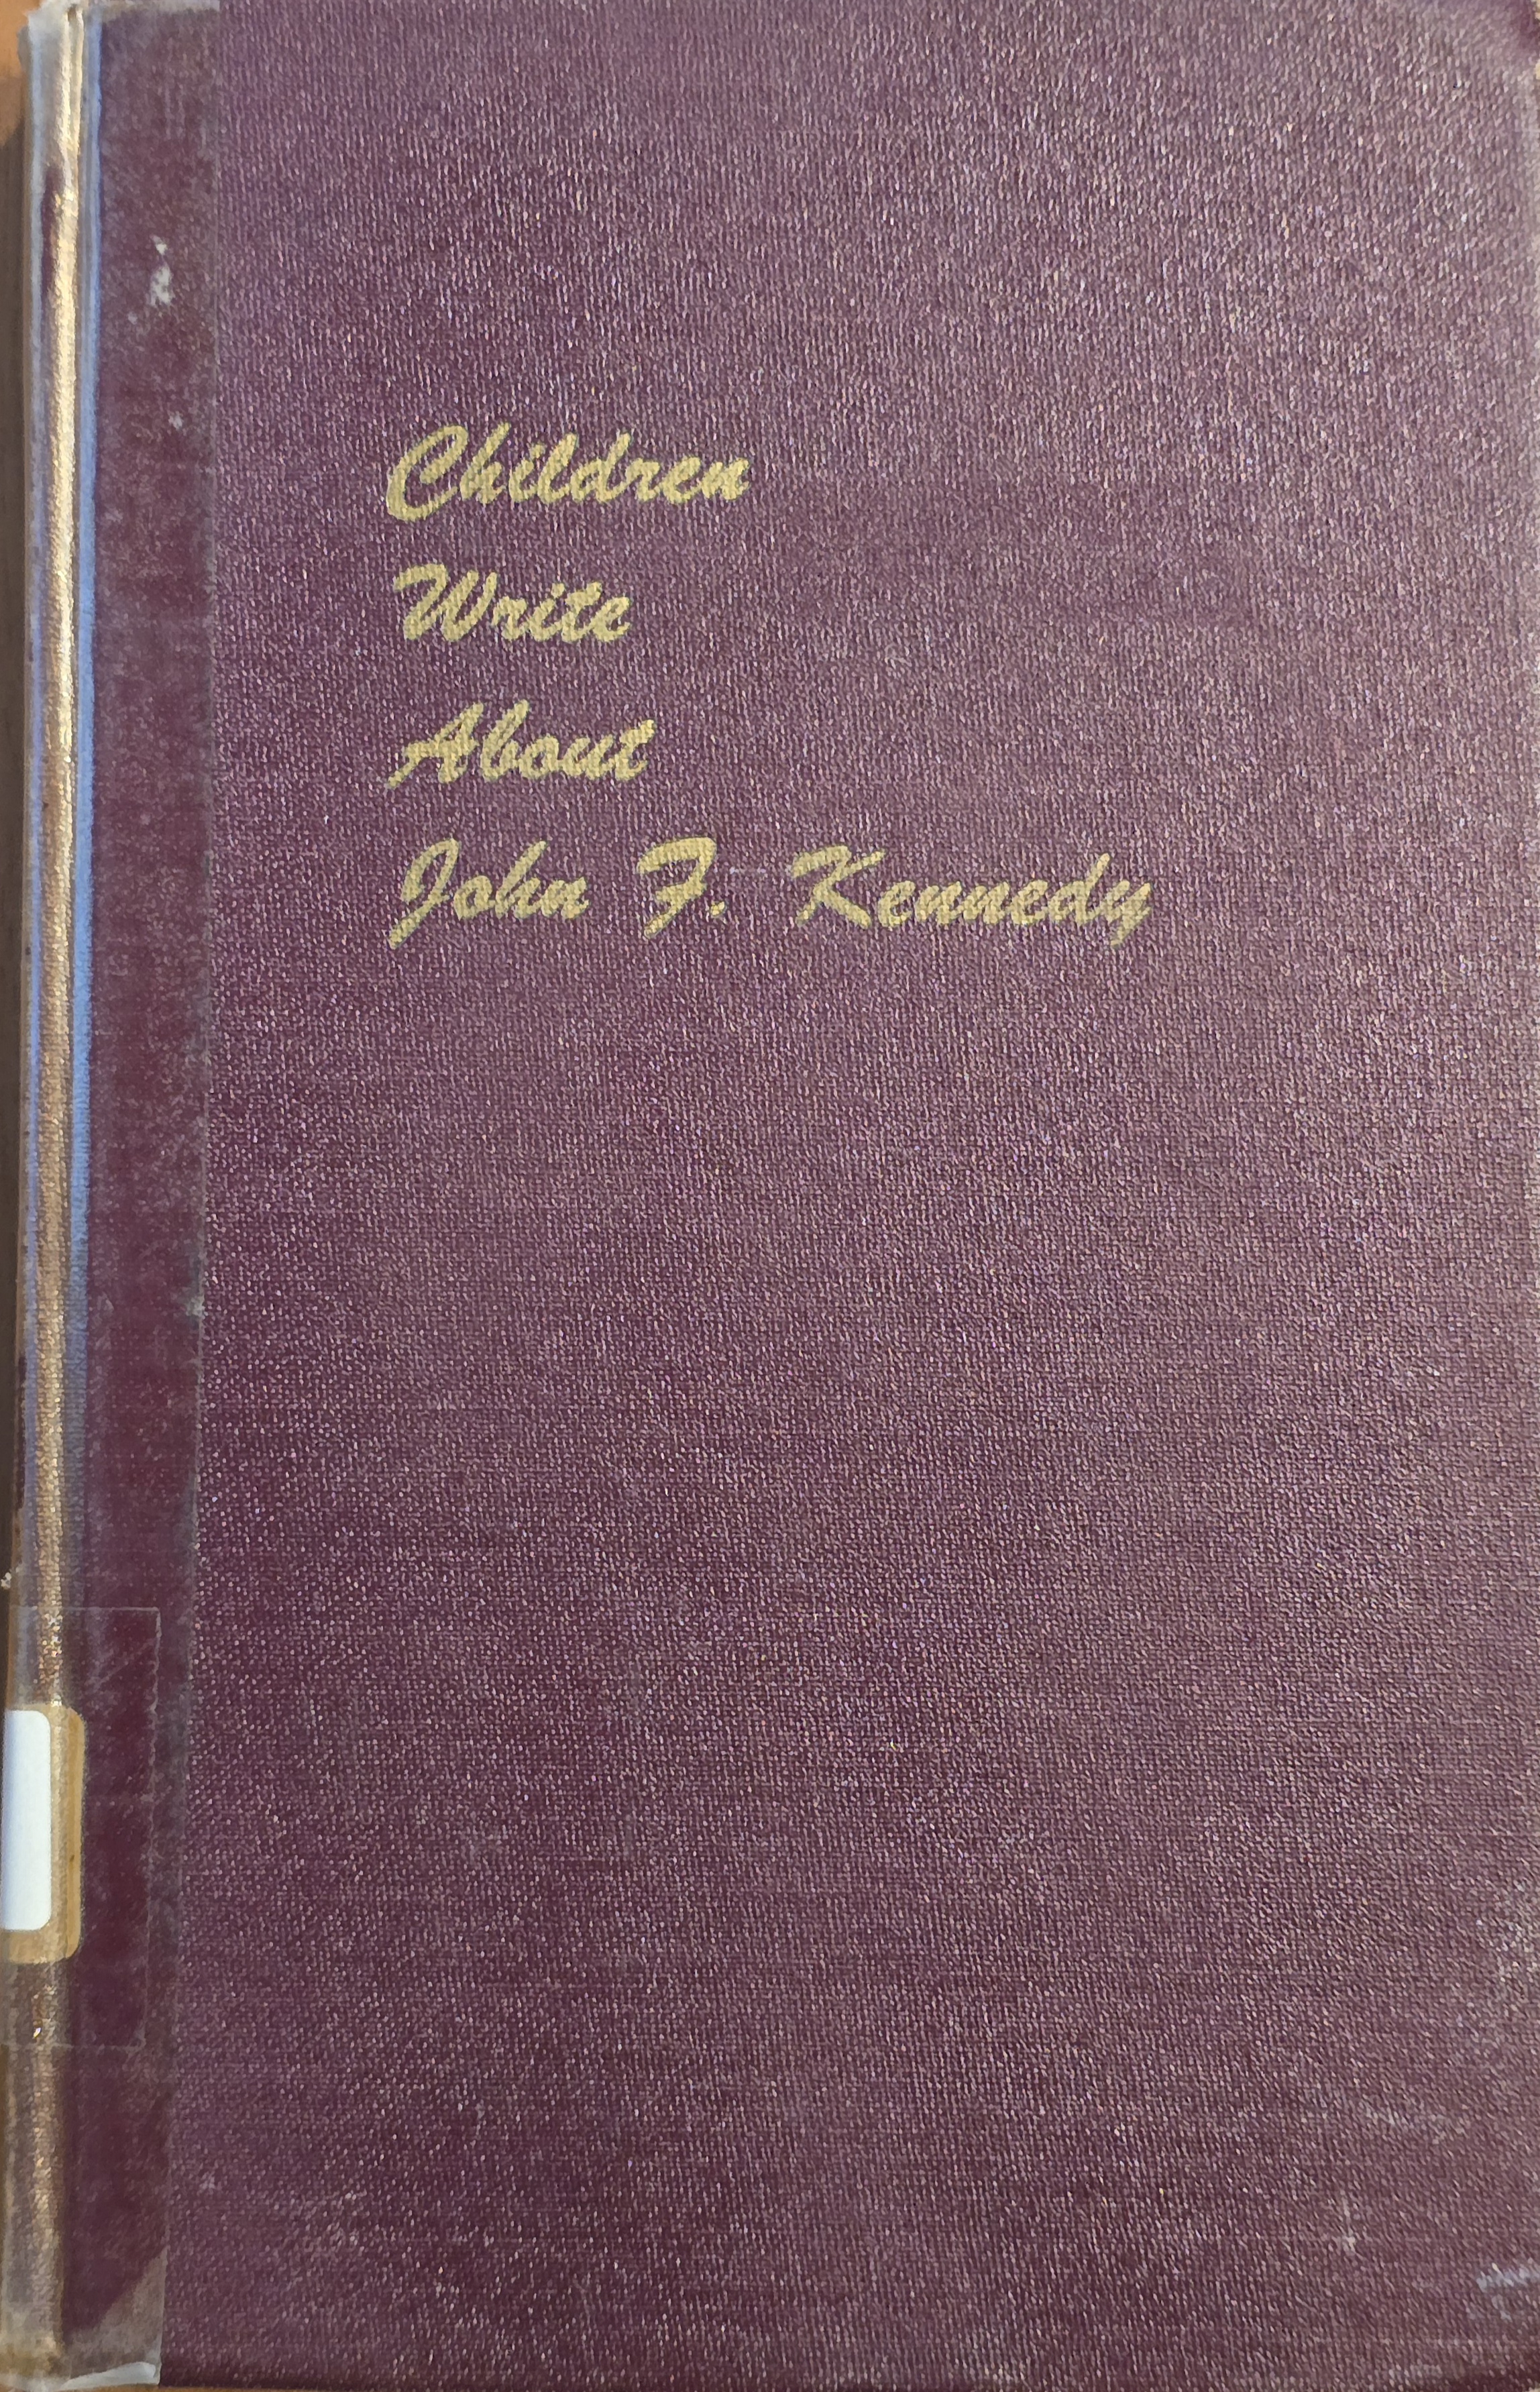 Children
Write
About
John F. Kennedy